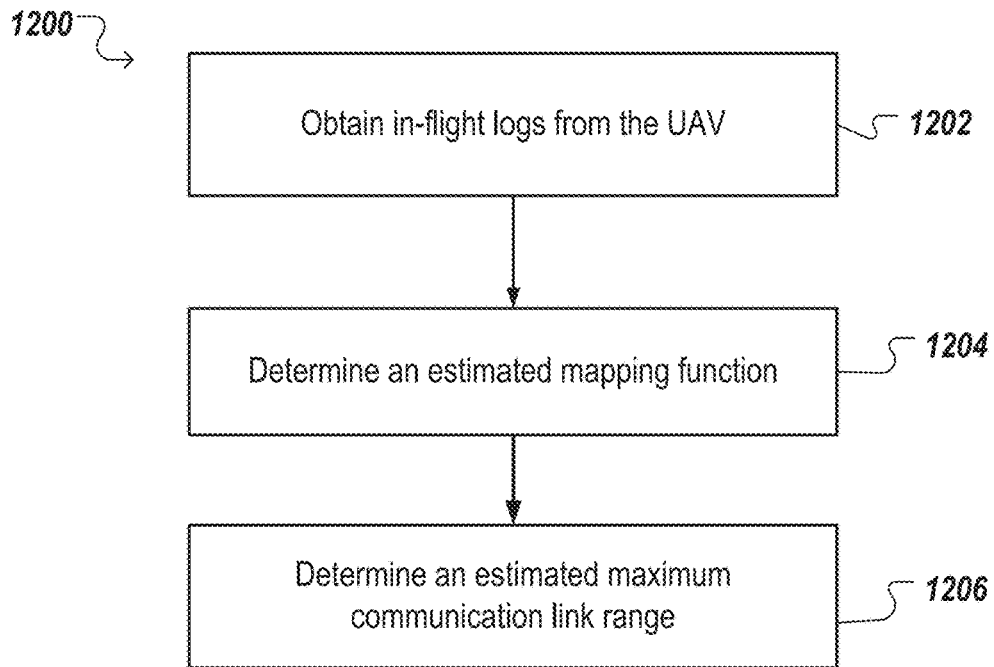 1200
Obtain in-flight logs from the UAV
1202
Determine an estimated mapping function
1204
Determine an estimated maximum
communication link range
1206